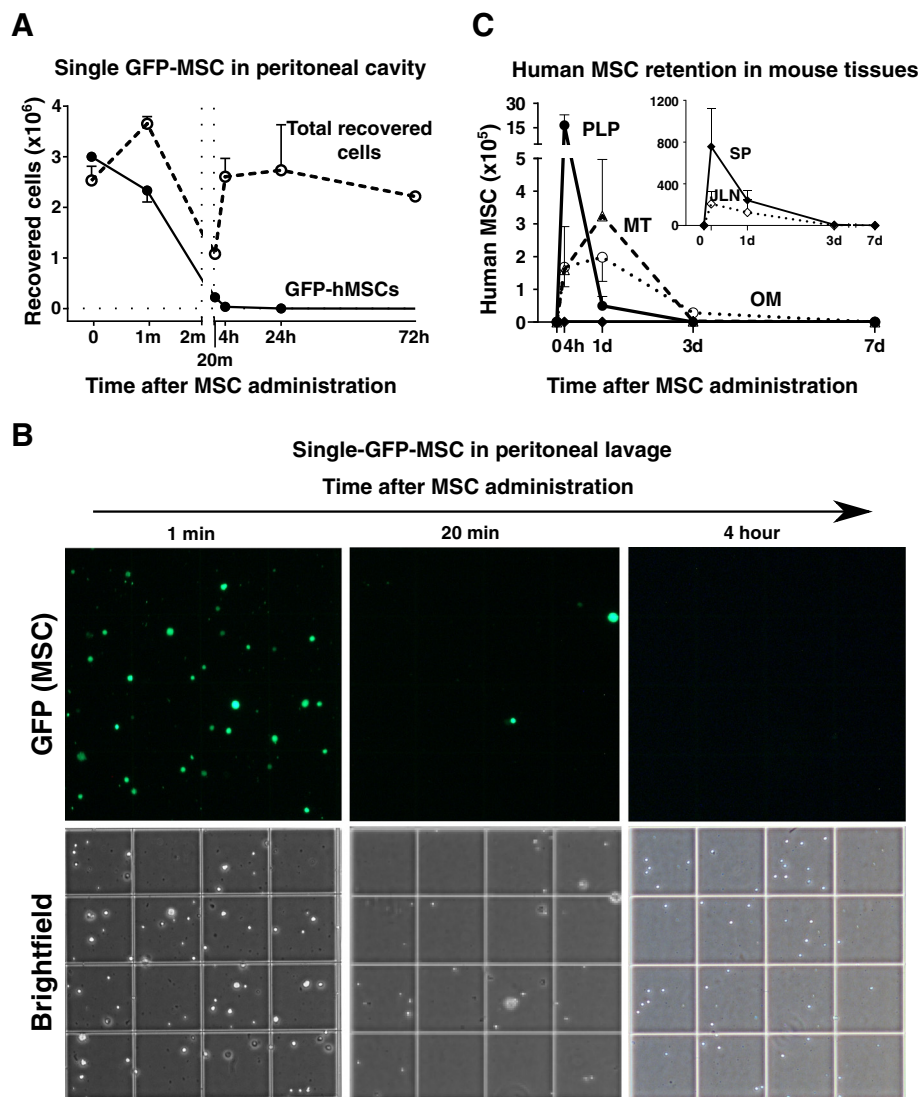 A
Single GFP-MSC in peritoneal cavity
Recovered cells (x10⁶)
4
3
2
1
0
Total recovered
cells
GFP-hMSCs
0 1m 2m 4h 24h 72h
20m
Time after MSC administration
C
Human MSC retention in mouse tissues
Human MSC (x10⁵)
30
15
5
4
3
2
1
0
PLP
MT
OM
0 4h 1d 3d 7d
Time after MSC administration
1200
800
400
0
SP
JLN
0 1d 3d 7d
B
Single-GFP-MSC in peritoneal lavage
Time after MSC administration
1 min 20 min 4 hour
GFP (MSC)
Brightfield